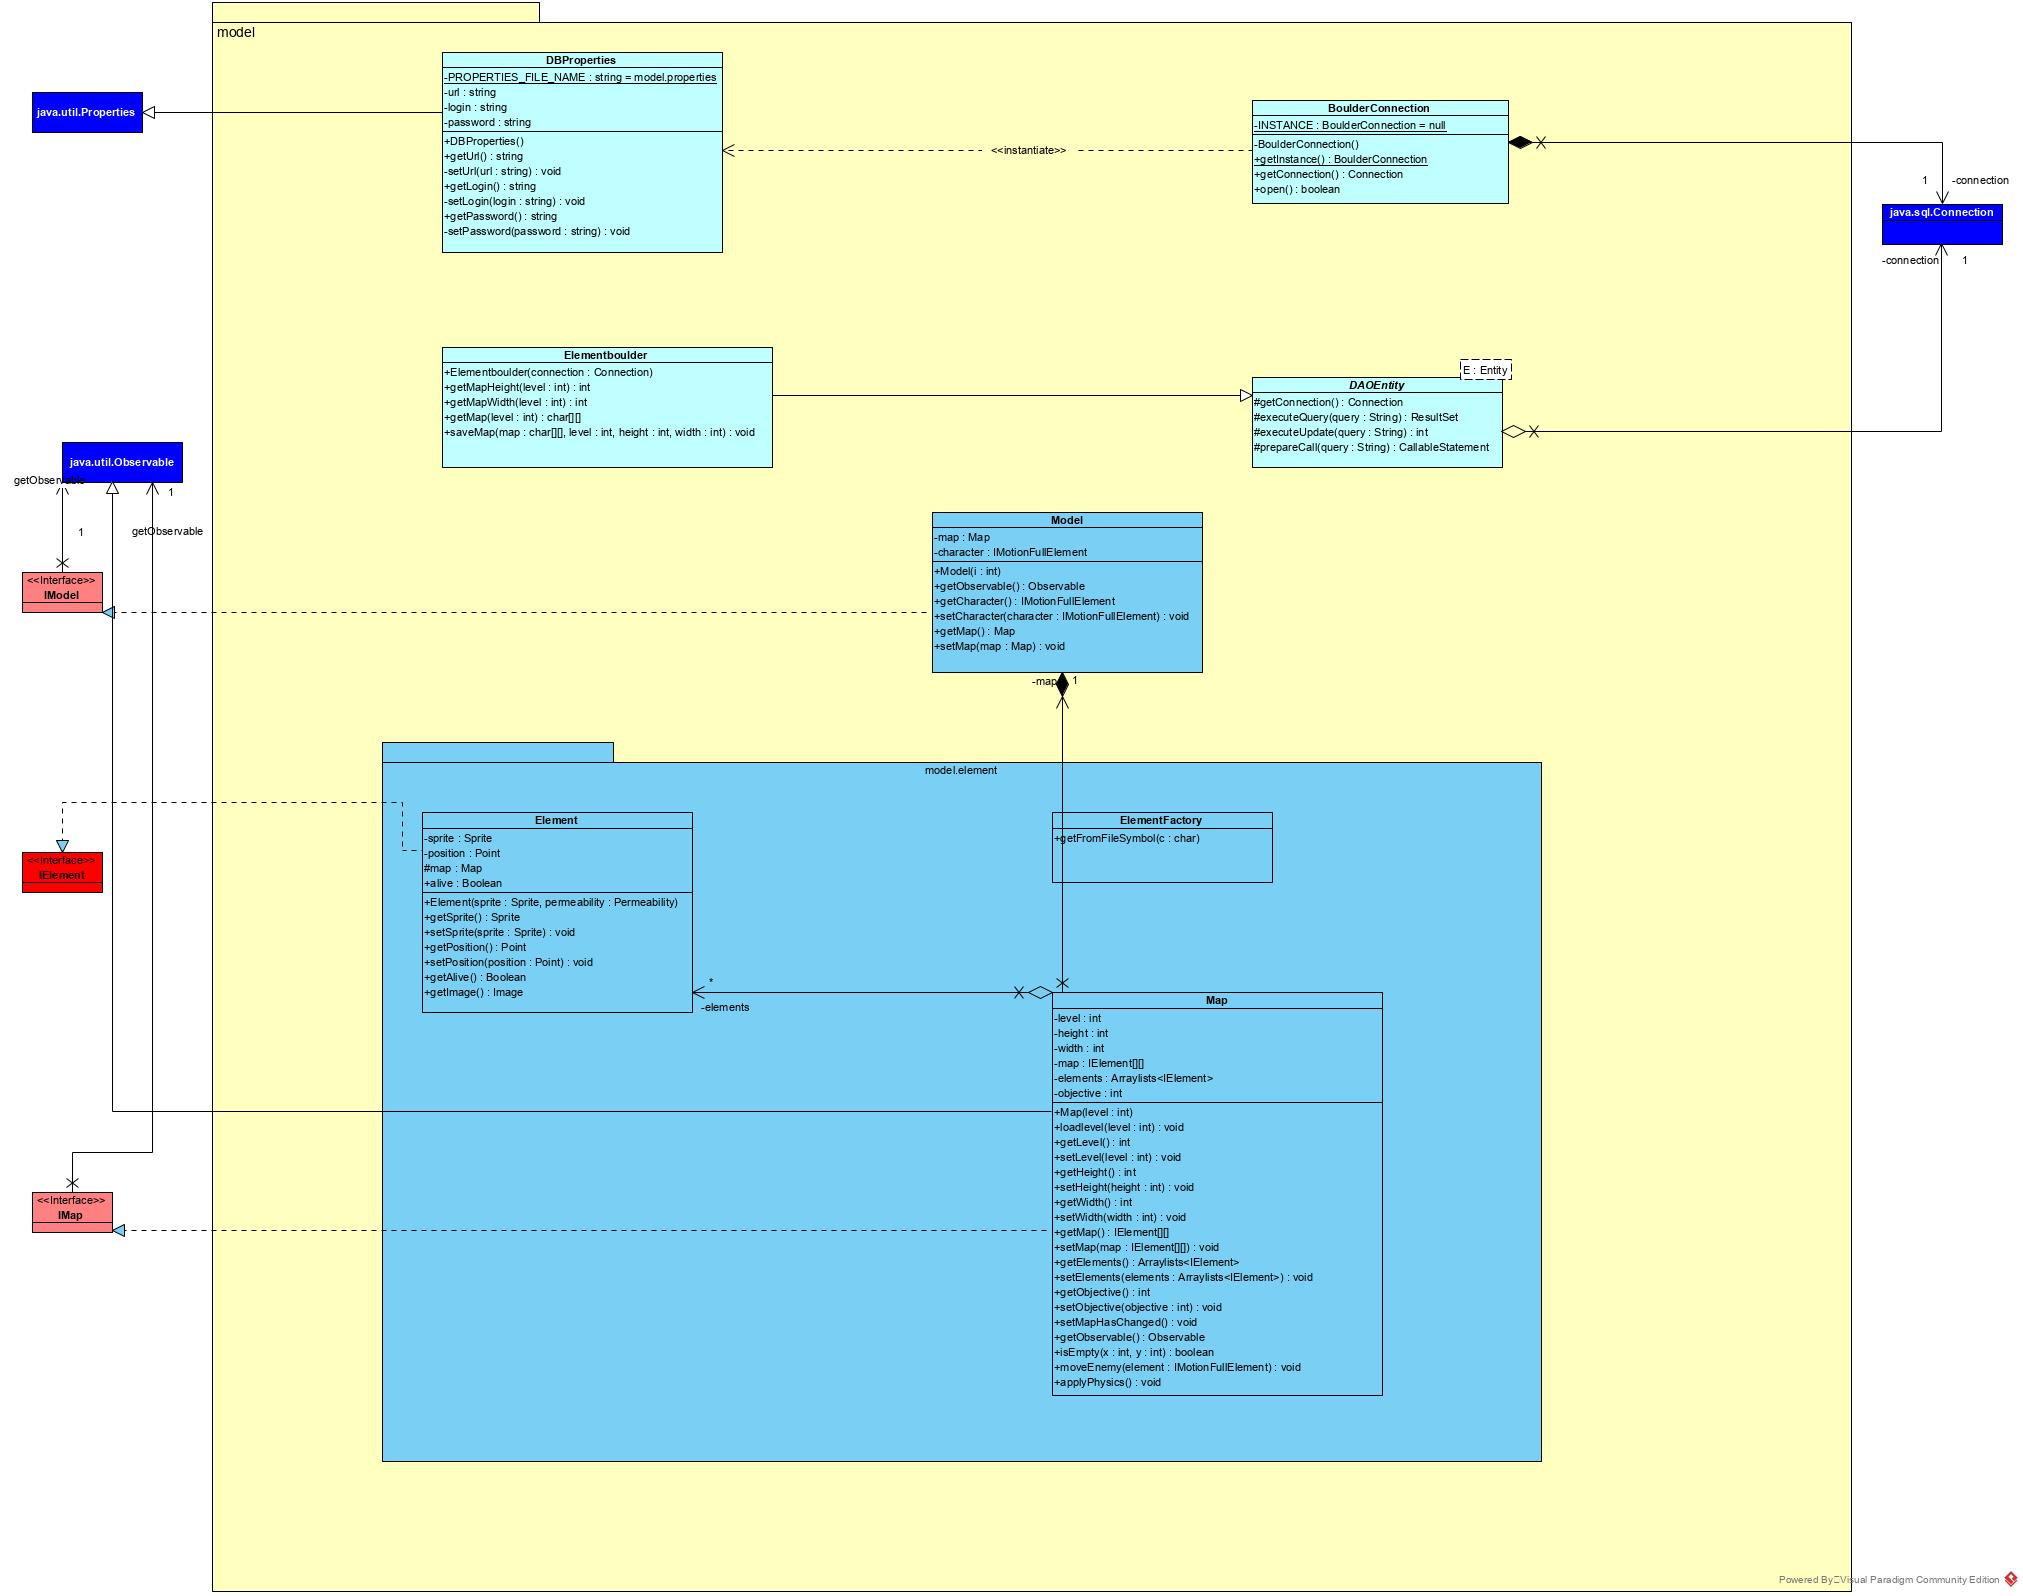 model
DBProperties
-PROPERTIES_FILE_NAME : string = model.properties
-url : string
-login : string
-password : string
+DBProperties()
+getUrl() : string
-setUrl(url : string) : void
+getLogin() : string
-setLogin(login : string) : void
+getPassword() : string
-setPassword(password : string) : void
java.util.Properties
<<instantiate>>
BoulderConnection
-INSTANCE : BoulderConnection = null
-BoulderConnection()
+getInstance() : BoulderConnection
+getConnection() : Connection
+open() : boolean
1
-connection
java.sql.Connection
-connection
1
Elementboulder
+Elementboulder(connection : Connection)
+getMapHeight(level : int) : int
+getMapWidth(level : int) : int
+getMap(level : int) : char[][]
+saveMap(map : char[][], level : int, height : int, width : int) : void
E : Entity
DAOEntity
#getConnection() : Connection
#executeQuery(query : String) : ResultSet
#executeUpdate(query : String) : int
#prepareCall(query : String) : CallableStatement
java.util.Observable
getObservable
1
1
getObservable
<<Interface>>
IModel
Model
-map : Map
-character : IMotionFullElement
+Model(i : int)
+getObservable() : Observable
+getCharacter() : IMotionFullElement
+setCharacter(character : IMotionFullElement) : void
+getMap() : Map
+setMap(map : Map) : void
-map
1
model.element
<<Interface>>
IElement
Element
-sprite : Sprite
-position : Point
#map : Map
+alive : Boolean
+Element(sprite : Sprite, permeability : Permeability)
+getSprite() : Sprite
+setSprite(sprite : Sprite) : void
+getPosition() : Point
+setPosition(position : Point) : void
+getAlive() : Boolean
+getImage() : Image
ElementFactory
+getFromFileSymbol(c : char)
*
-elements
Map
-level : int
-height : int
-width : int
-map : IElement[][]
-elements : Arraylists<IElement>
-objective : int
+Map(level : int)
+loadlevel(level : int) : void
+getLevel() : int
+setLevel(level : int) : void
+getHeight() : int
+setHeight(height : int) : void
+getWidth() : int
+setWidth(width : int) : void
+getMap() : IElement[][]
+setMap(map : IElement[][]) : void
+getElements() : Arraylists<IElement>
+setElements(elements : Arraylists<IElement>) : void
+getObjective() : int
+setObjective(objective : int) : void
+setMapHasChanged() : void
+getObservable() : Observable
+isEmpty(x : int, y : int) : boolean
+moveEnemy(element : IMotionFullElement) : void
+applyPhysics() : void
<<Interface>>
IMap
Powered By Visual Paradigm Community Edition